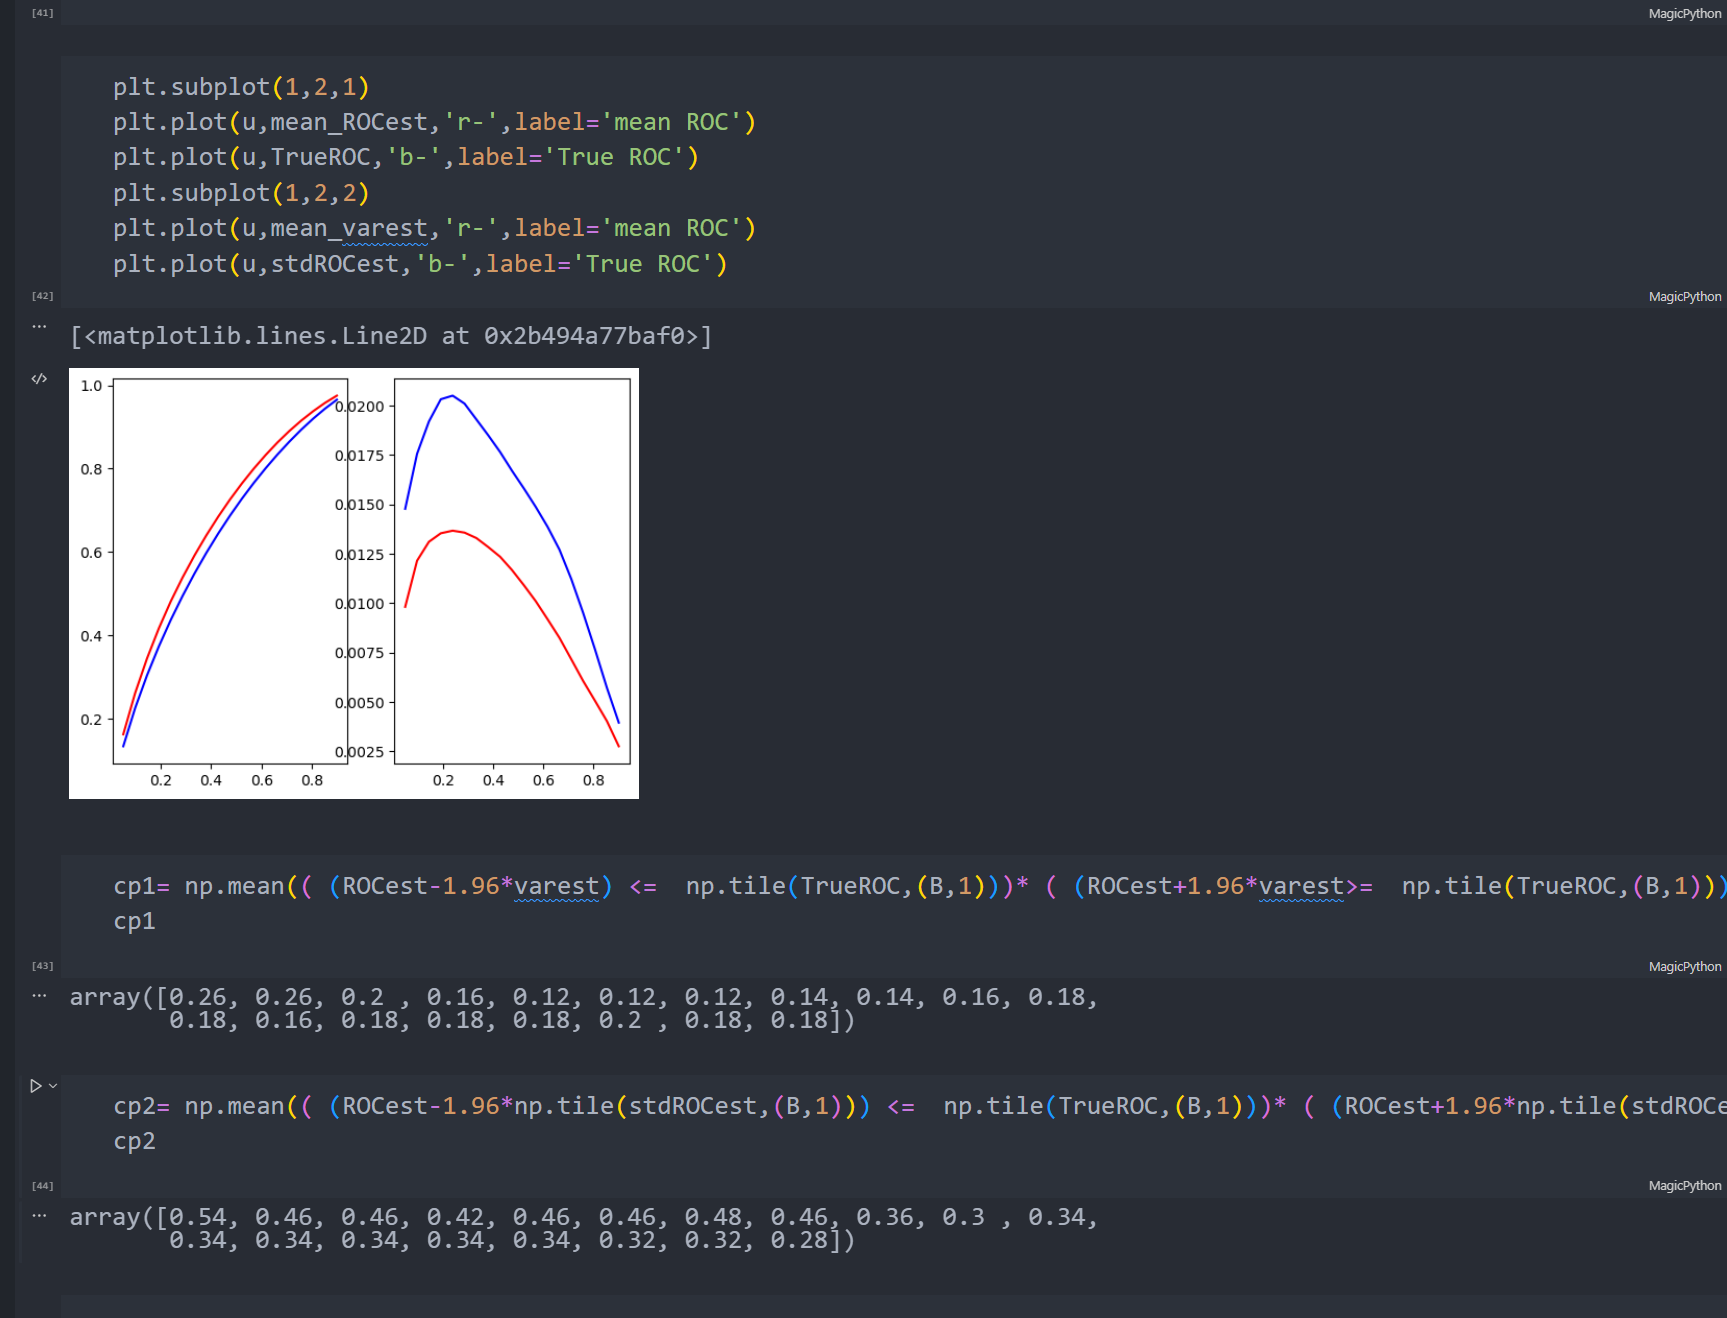 [41]
MagicPython
plt.subplot(1,2,1)
plt.plot(u,mean_ROCest,'r-',label='mean ROC')
plt.plot(u,TrueROC,'b-',label='True ROC')
plt.subplot(1,2,2)
plt.plot(u,mean_varest,'r-',label='mean ROC')
plt.plot(u,stdROCest,'b-',label='True ROC')
[42]
MagicPython
[<matplotlib.lines.Line2D at 0x2b494a77baf0>]
1.0
0.8
0.6
0.4
0.2
0.2 0.4 0.6 0.8
0.0200
0.0175
0.0150
0.0125
0.0100
0.0075
0.0050
0.0025
0.2 0.4 0.6 0.8
cp1= np.mean(( (ROCest-1.96*varest) <=  np.tile(TrueROC,(B,1)))* ( (ROCest+1.96*varest>=  np.tile(TrueROC,(B,1)))
cp1
[43]
MagicPython
array([0.26, 0.26, 0.2 , 0.16, 0.12, 0.12, 0.12, 0.14, 0.14, 0.16, 0.18,
0.18, 0.16, 0.18, 0.18, 0.18, 0.2 , 0.18, 0.18])
cp2= np.mean(( (ROCest-1.96*np.tile(stdROCest,(B,1))) <=  np.tile(TrueROC,(B,1)))* ( (ROCest+1.96*np.tile(stdROCe
cp2
[44]
MagicPython
array([0.54, 0.46, 0.46, 0.42, 0.46, 0.46, 0.48, 0.46, 0.36, 0.3 , 0.34,
0.34, 0.34, 0.34, 0.34, 0.34, 0.32, 0.32, 0.28])